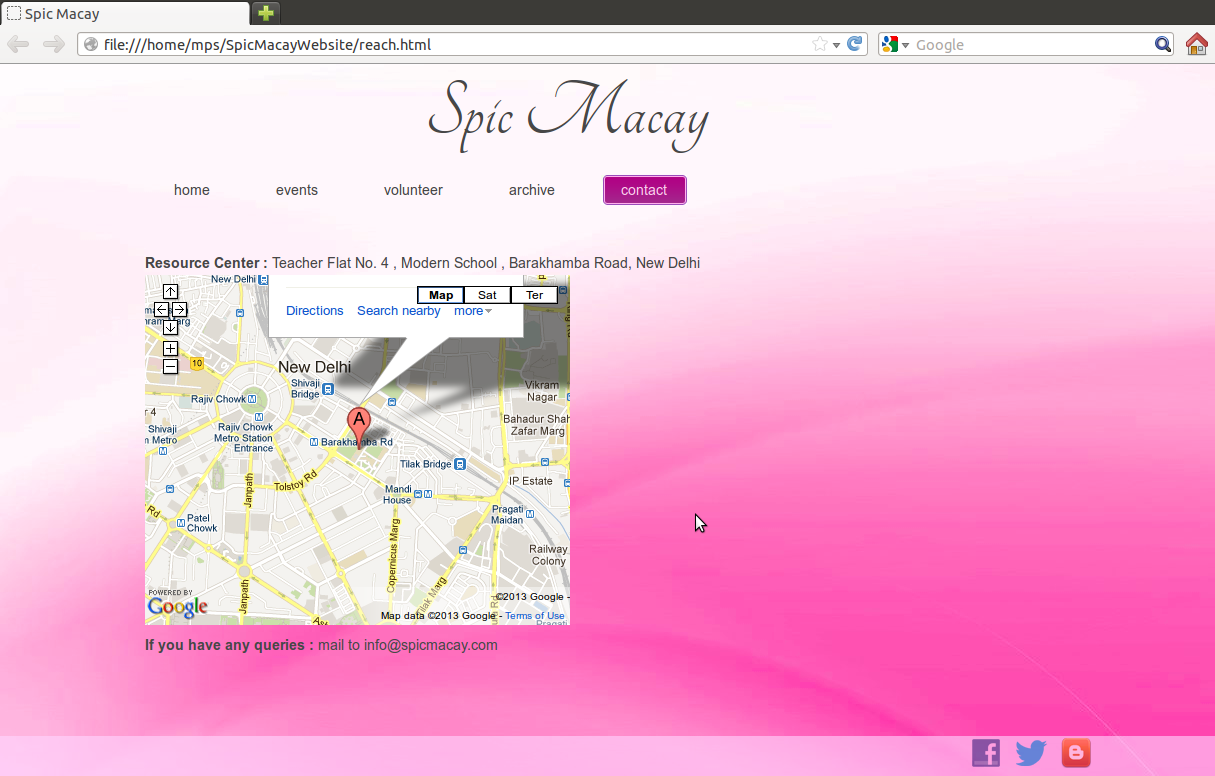 Spic Macay
file:///home/mps/SpicMacayWebsite/reach.html
Google
Spic Macay
home events volunteer archive contact
Resource Center : Teacher Flat No. 4 , Modern School , Barakhamba Road, New Delhi
New Delhi
Map Sat Ter
Directions Search nearby more
10
New Delhi
Shivaji
Bridge
Vikram
Nagar
Rajiv Chowk
r 4
A
Bahadur Shah
Zafar Marg
Shivaji
m Metro
Rajiv Chowk
Metro Station
Entrance
Barakhamba Rd
Tilak Bridge
Tolstoy Rd
Janpath
IP Estate
Mandi
House
Rd
Patel
Chowk
Pragati
Maidan
Copernicus Marg
Railway
Colony
Janpath
Tilak Marg
POWERED BY
Google
©2013 Google -
Map data ©2013 Google - Terms of Use
Pragati
If you have any queries : mail to info@spicmacay.com